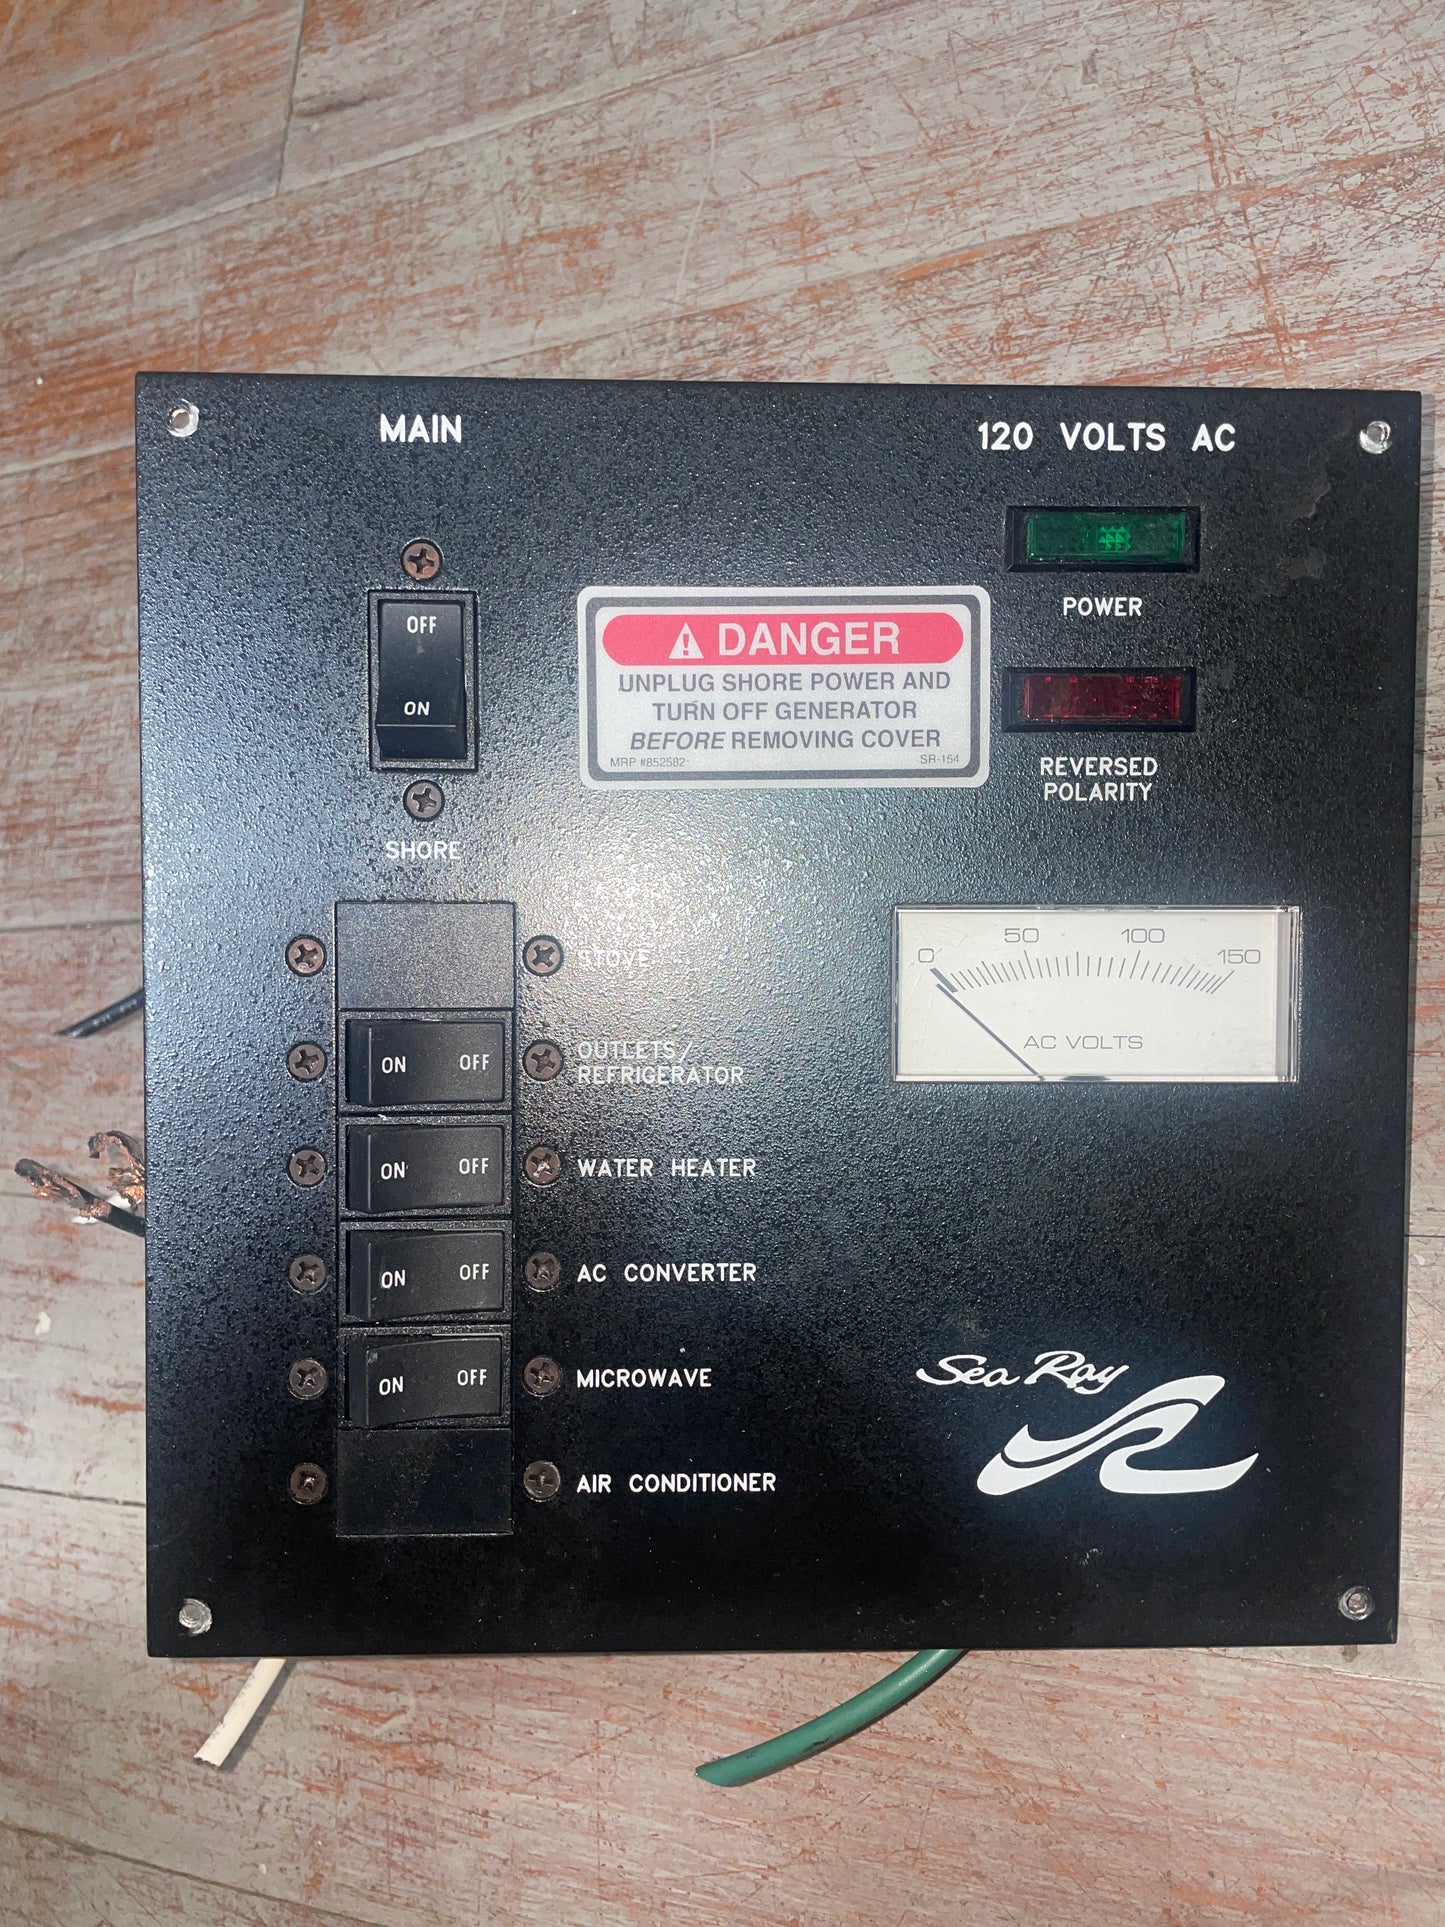 MAIN
120 VOLTS AC
OFF
ON
SHORE
⚠ DANGER
UNPLUG SHORE POWER AND
TURN OFF GENERATOR
BEFORE REMOVING COVER
MRP #852582
SR-154
POWER
REVERSED
POLARITY
0 50 100 150
AC VOLTS
STOVE
ON OFF
OUTLETS/
REFRIGERATOR
ON OFF
WATER HEATER
ON OFF
AC CONVERTER
ON OFF
MICROWAVE
AIR CONDITIONER
Sea Ray